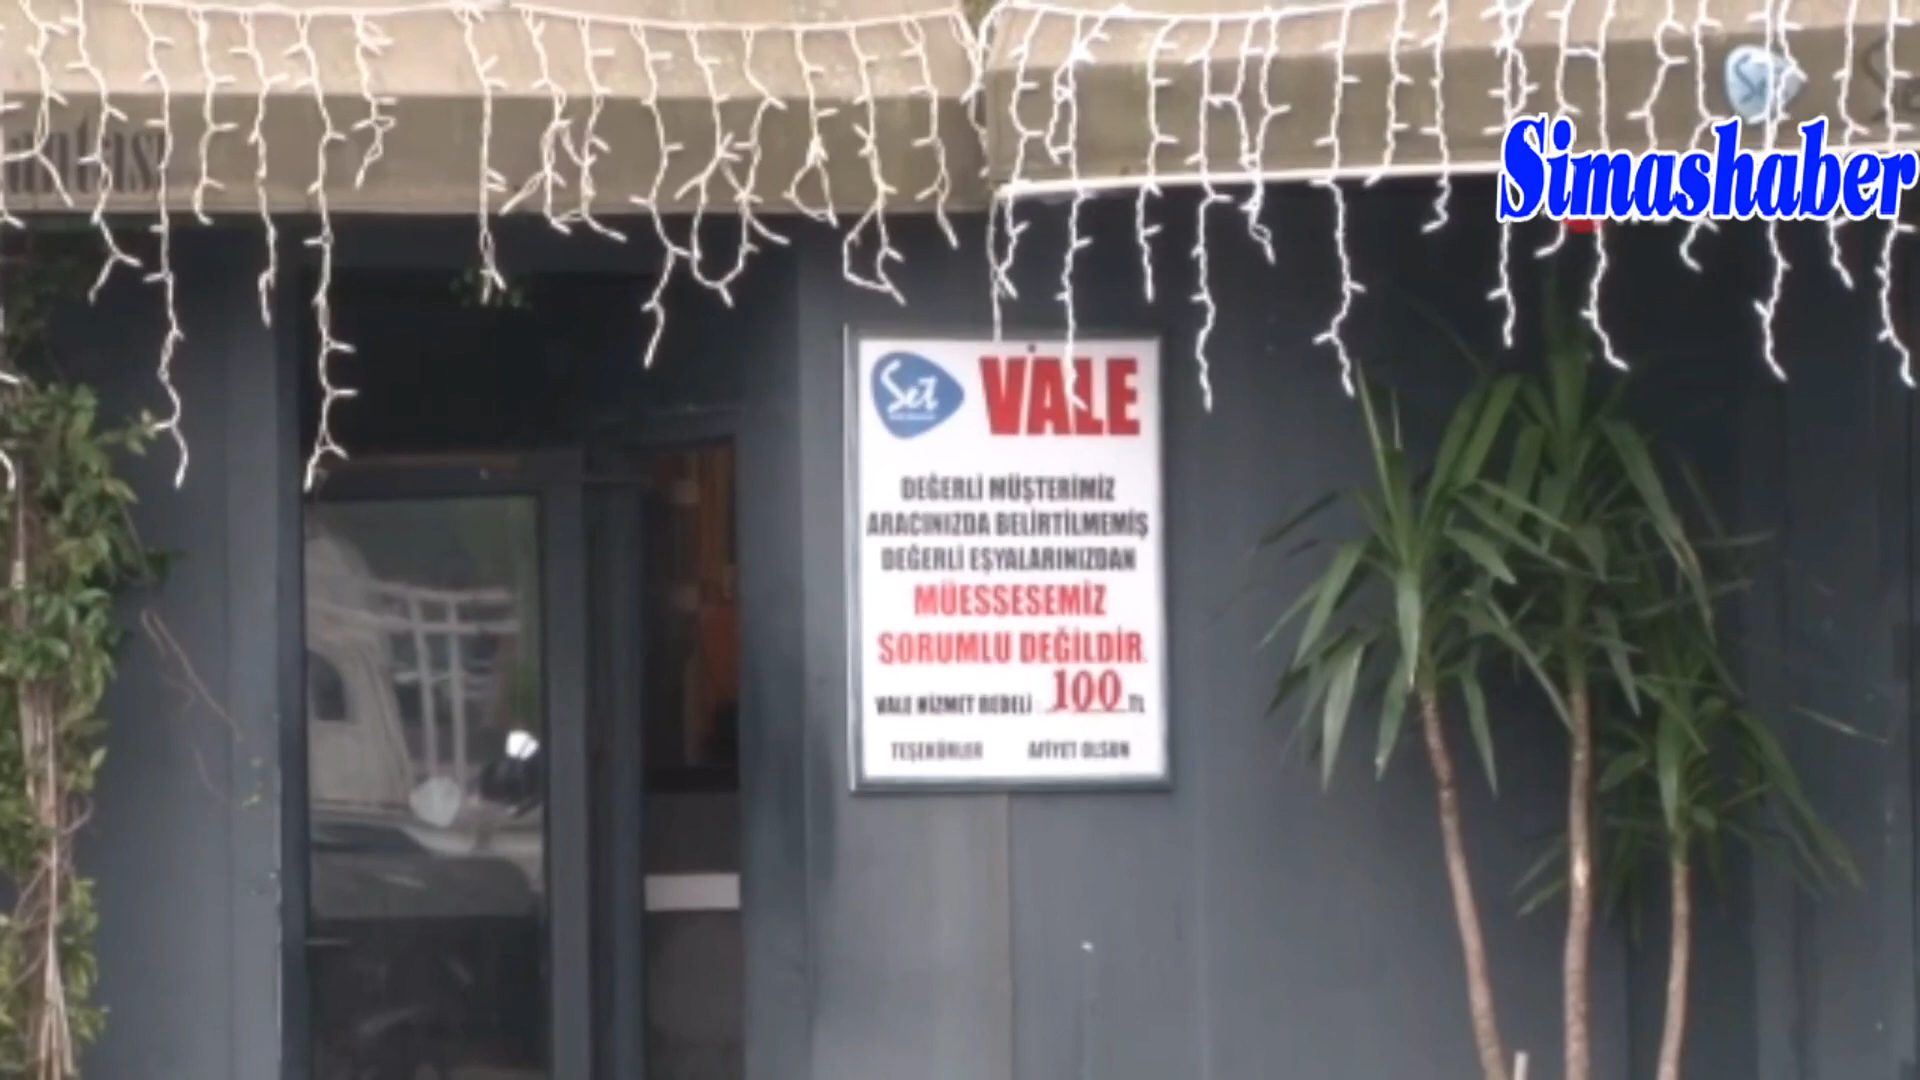 Simashaber
Set VALE
DEĞERLİ MÜŞTERİMİZ
ARACINIZDA BELİRTİLMEMİŞ
DEĞERLİ EŞYALARINIZDAN
MÜESSESEMİZ
SORUMLU DEĞİLDİR.
VALE HİZMET BEDELİ : 100 TL
TEŞEKÜRLER AFİYET OLSUN